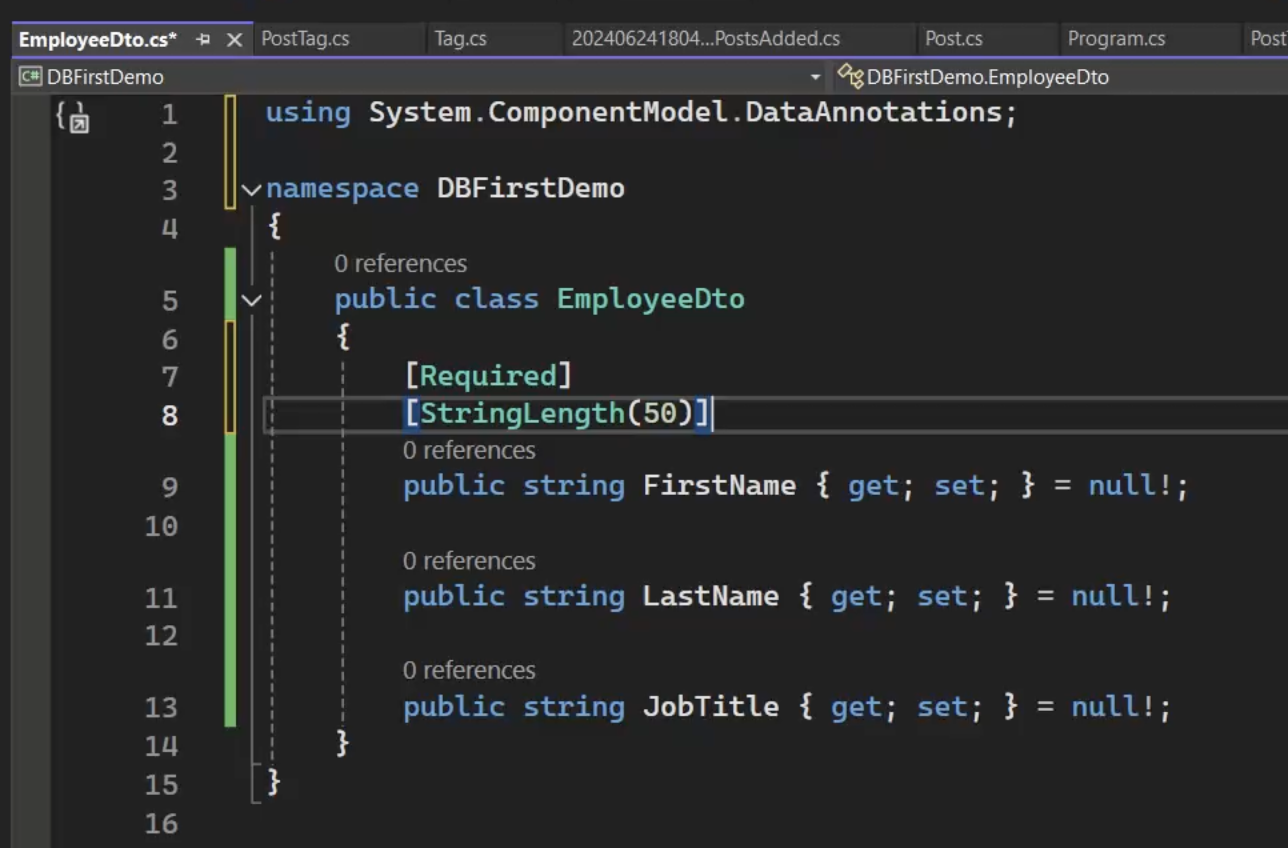 EmployeeDto.cs* PostTag.cs Tag.cs 202406241804...PostsAdded.cs Post.cs Program.cs Post
C# DBFirstDemo DBFirstDemo.EmployeeDto
1 using System.ComponentModel.DataAnnotations;
2
3 namespace DBFirstDemo
4 {
0 references
5 public class EmployeeDto
6 {
7 [Required]
8 [StringLength(50)]
0 references
9 public string FirstName { get; set; } = null!;
10
0 references
11 public string LastName { get; set; } = null!;
12
0 references
13 public string JobTitle { get; set; } = null!;
14 }
15 }
16